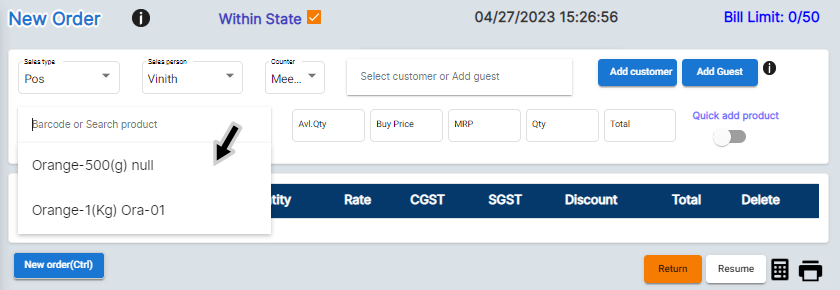 New Order
Within State
04/27/2023 15:26:56
Bill Limit: 0/50
Sales type
Pos
Sales person
Vinith
Counter
Mee...
Select customer or Add guest
Add customer
Add Guest
Barcode or Search product
Avl.Qty
Buy Price
MRP
Qty
Total
Quick add product
Orange-500(g) null
Orange-1(Kg) Ora-01
Rate
CGST
SGST
Discount
Total
Delete
New order(Ctrl)
Return
Resume